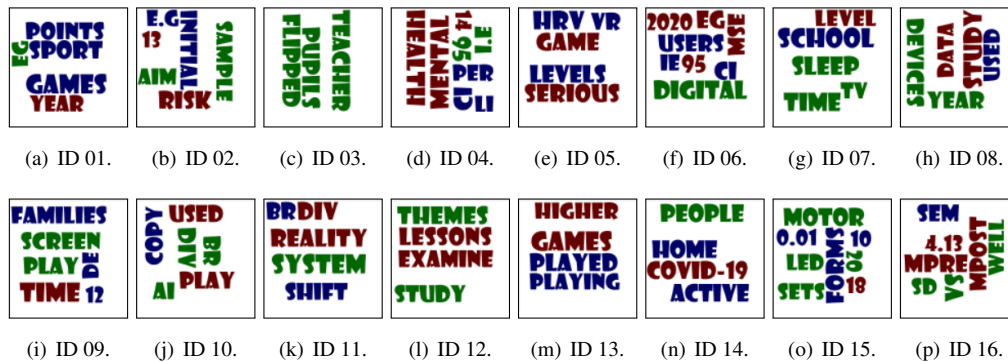 POINTS
EG SPORT
GAMES
YEAR
(a) ID 01.
E.G
13
INITIAL
SAMPLE
AIM
RISK
(b) ID 02.
FLIPPED
PUPILS
TEACHER
(c) ID 03.
HEALTH
MENTAL
14
95
I.E
CI
PER
LI
(d) ID 04.
HRV VR
GAME
LEVELS
SERIOUS
(e) ID 05.
2020 EG
MSE
USERS
IE 95 CI
DIGITAL
(f) ID 06.
LEVEL
SCHOOL
SLEEP
TIME TV
(g) ID 07.
DEVICES
DATA
STUDY
USED
YEAR
(h) ID 08.
FAMILIES
SCREEN
PLAY
DE
TIME 12
(i) ID 09.
COPY
USED
DIV
BR
AI PLAY
(j) ID 10.
BR DIV
REALITY
SYSTEM
SHIFT
(k) ID 11.
THEMES
LESSONS
EXAMINE
STUDY
(l) ID 12.
HIGHER
GAMES
PLAYED
PLAYING
(m) ID 13.
PEOPLE
HOME
COVID-19
ACTIVE
(n) ID 14.
MOTOR
0.01
FORMS
10
LED
20
SETS
18
(o) ID 15.
SEM
4.13
MPRE
MPOST
WELL
SD
VS
(p) ID 16.